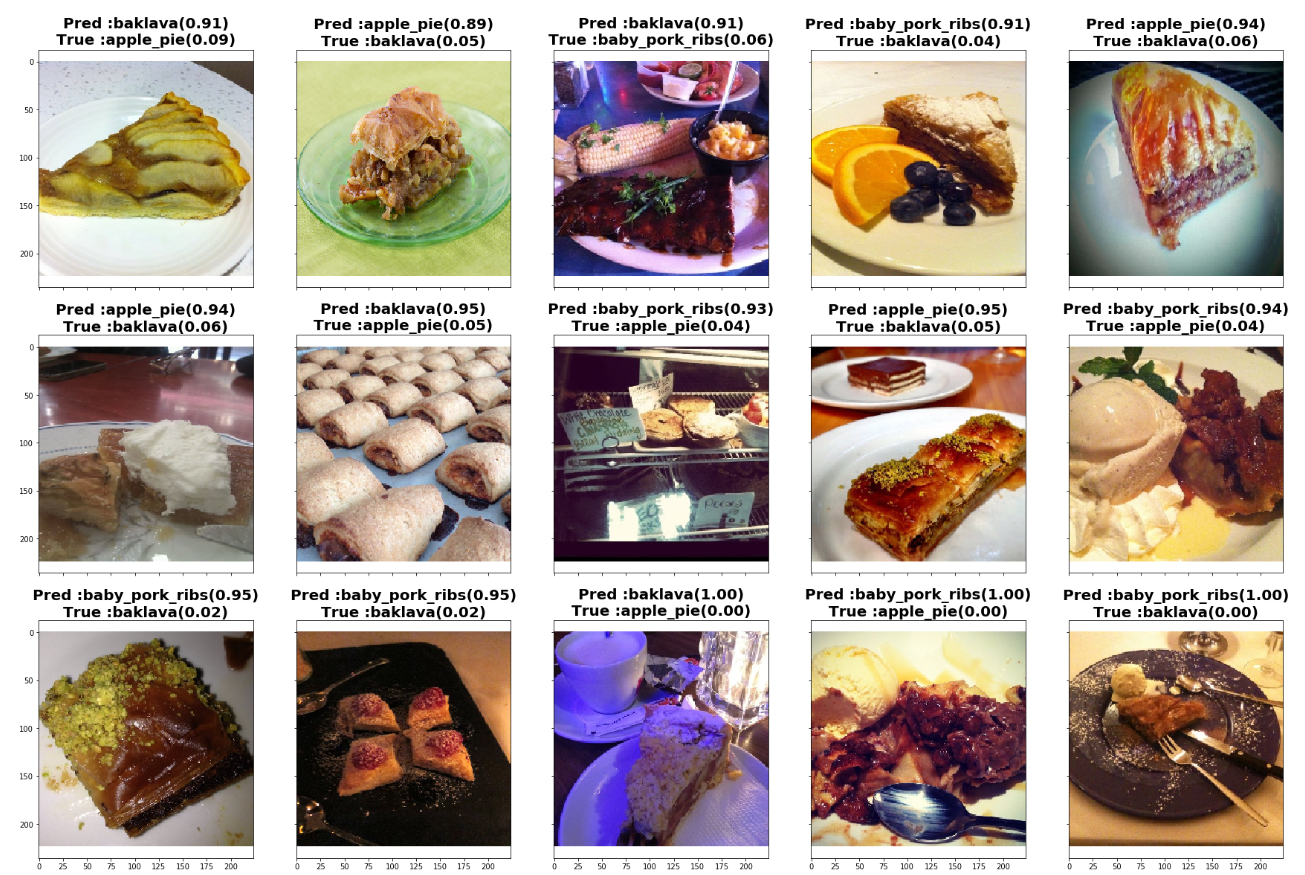 Pred :baklava(0.91)
True :apple_pie(0.09)
Pred :apple_pie(0.89)
True :baklava(0.05)
Pred :baklava(0.91)
True :baby_pork_ribs(0.06)
Pred :baby_pork_ribs(0.91)
True :baklava(0.04)
Pred :apple_pie(0.94)
True :baklava(0.06)
0
50
100
150
200
Pred :apple_pie(0.94)
True :baklava(0.06)
Pred :baklava(0.95)
True :apple_pie(0.05)
Pred :baby_pork_ribs(0.93)
True :apple_pie(0.04)
Pred :apple_pie(0.95)
True :baklava(0.05)
Pred :baby_pork_ribs(0.94)
True :apple_pie(0.04)
0
50
100
150
200
Pred :baby_pork_ribs(0.95)
True :baklava(0.02)
Pred :baby_pork_ribs(0.95)
True :baklava(0.02)
Pred :baklava(1.00)
True :apple_pie(0.00)
Pred :baby_pork_ribs(1.00)
True :apple_pie(0.00)
Pred :baby_pork_ribs(1.00)
True :baklava(0.00)
0
50
100
150
200
0 25 50 75 100 125 150 175 200
0 25 50 75 100 125 150 175 200
0 25 50 75 100 125 150 175 200
0 25 50 75 100 125 150 175 200
0 25 50 75 100 125 150 175 200